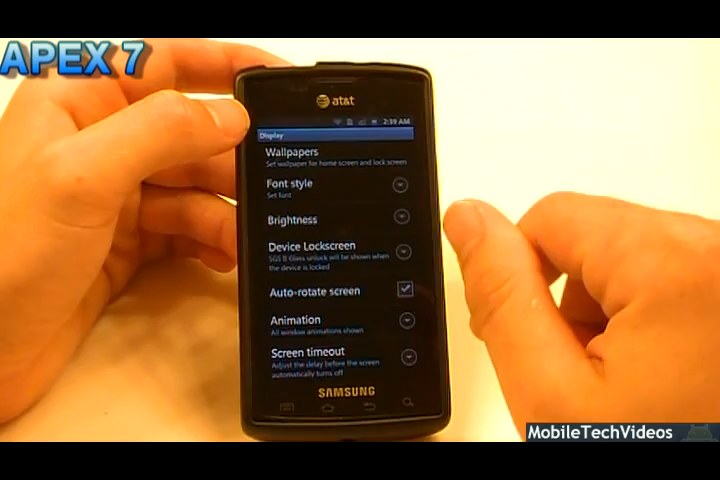 APEX 7
at&t
2:39 AM
Display
Wallpapers
Set wallpaper for home screen and lock screen
Font style
Set font
Brightness
Device Lockscreen
SGS II Glass unlock will be shown when
the device is locked
Auto-rotate screen
Animation
All window animations shown
Screen timeout
Adjust the delay before the screen
automatically turns off
SAMSUNG
MobileTechVideos